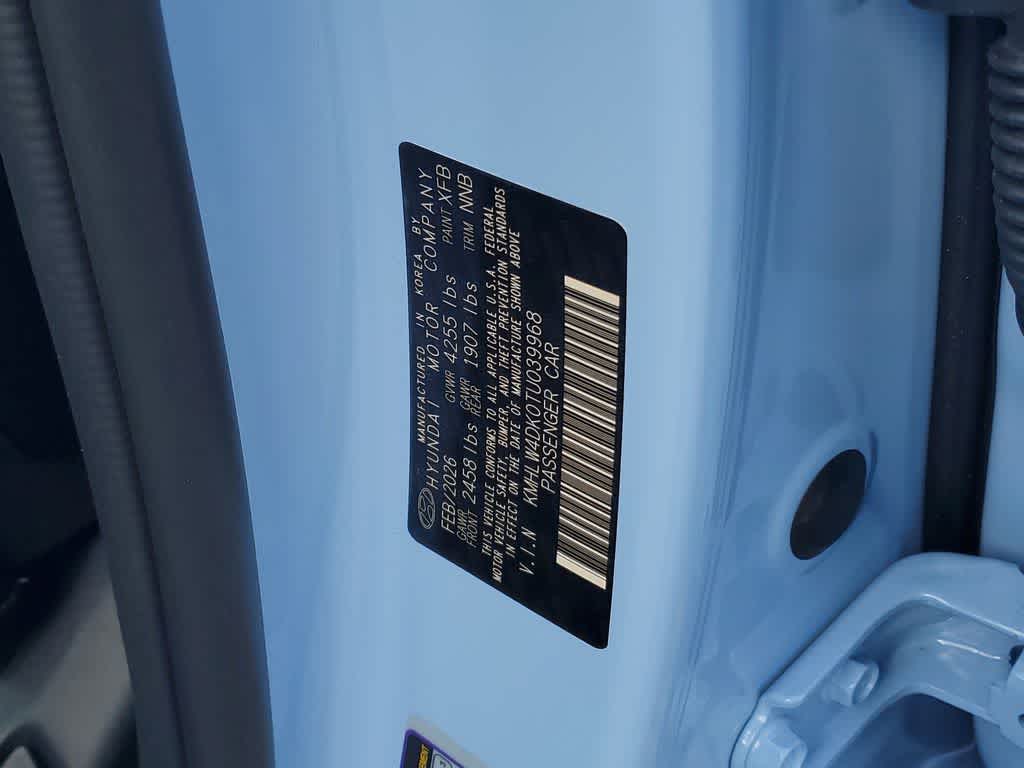 MANUFACTURED IN KOREA BY
HYUNDAI MOTOR COMPANY
FEB/2026 GVWR 4255 lbs PAINT XFB
GAWR FRONT 2458 lbs GAWR REAR 1907 lbs TRIM NNB
THIS VEHICLE CONFORMS TO ALL APPLICABLE U.S.A. FEDERAL
MOTOR VEHICLE SAFETY, BUMPER, AND THEFT PREVENTION STANDARDS
IN EFFECT ON THE DATE OF MANUFACTURE SHOWN ABOVE
V.I.N KMHLW4DK0TU039968
PASSENGER CAR